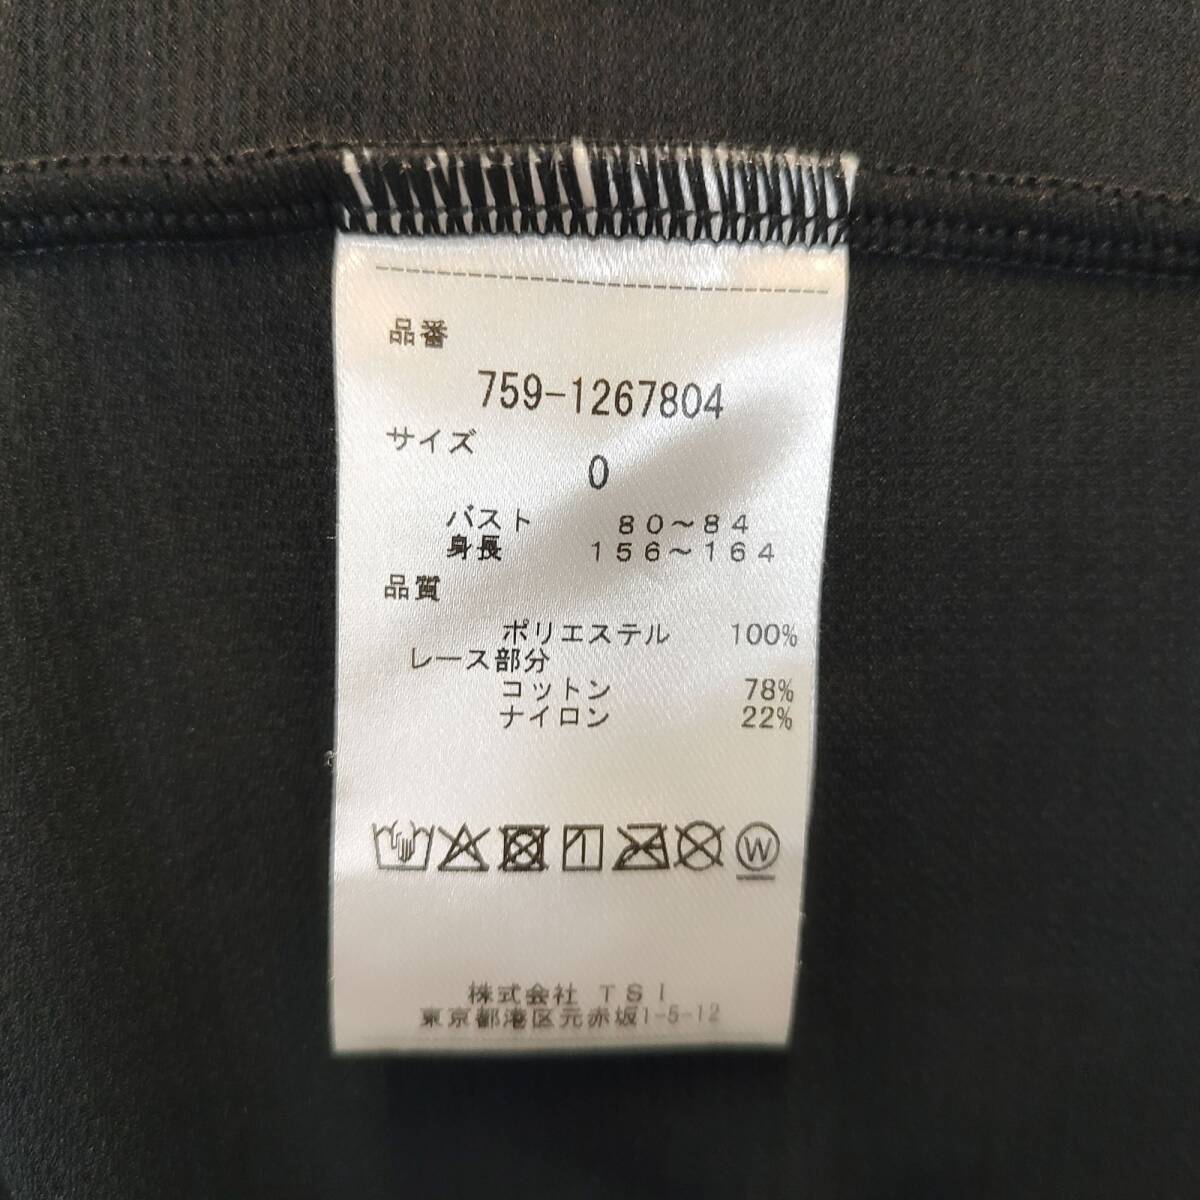 品番
759-1267804
サイズ
0
バスト 80～84
身長 156～164
品質
ポリエステル 100%
レース部分
コットン 78%
ナイロン 22%
W
株式会社 TSI
東京都港区元赤坂1-5-12